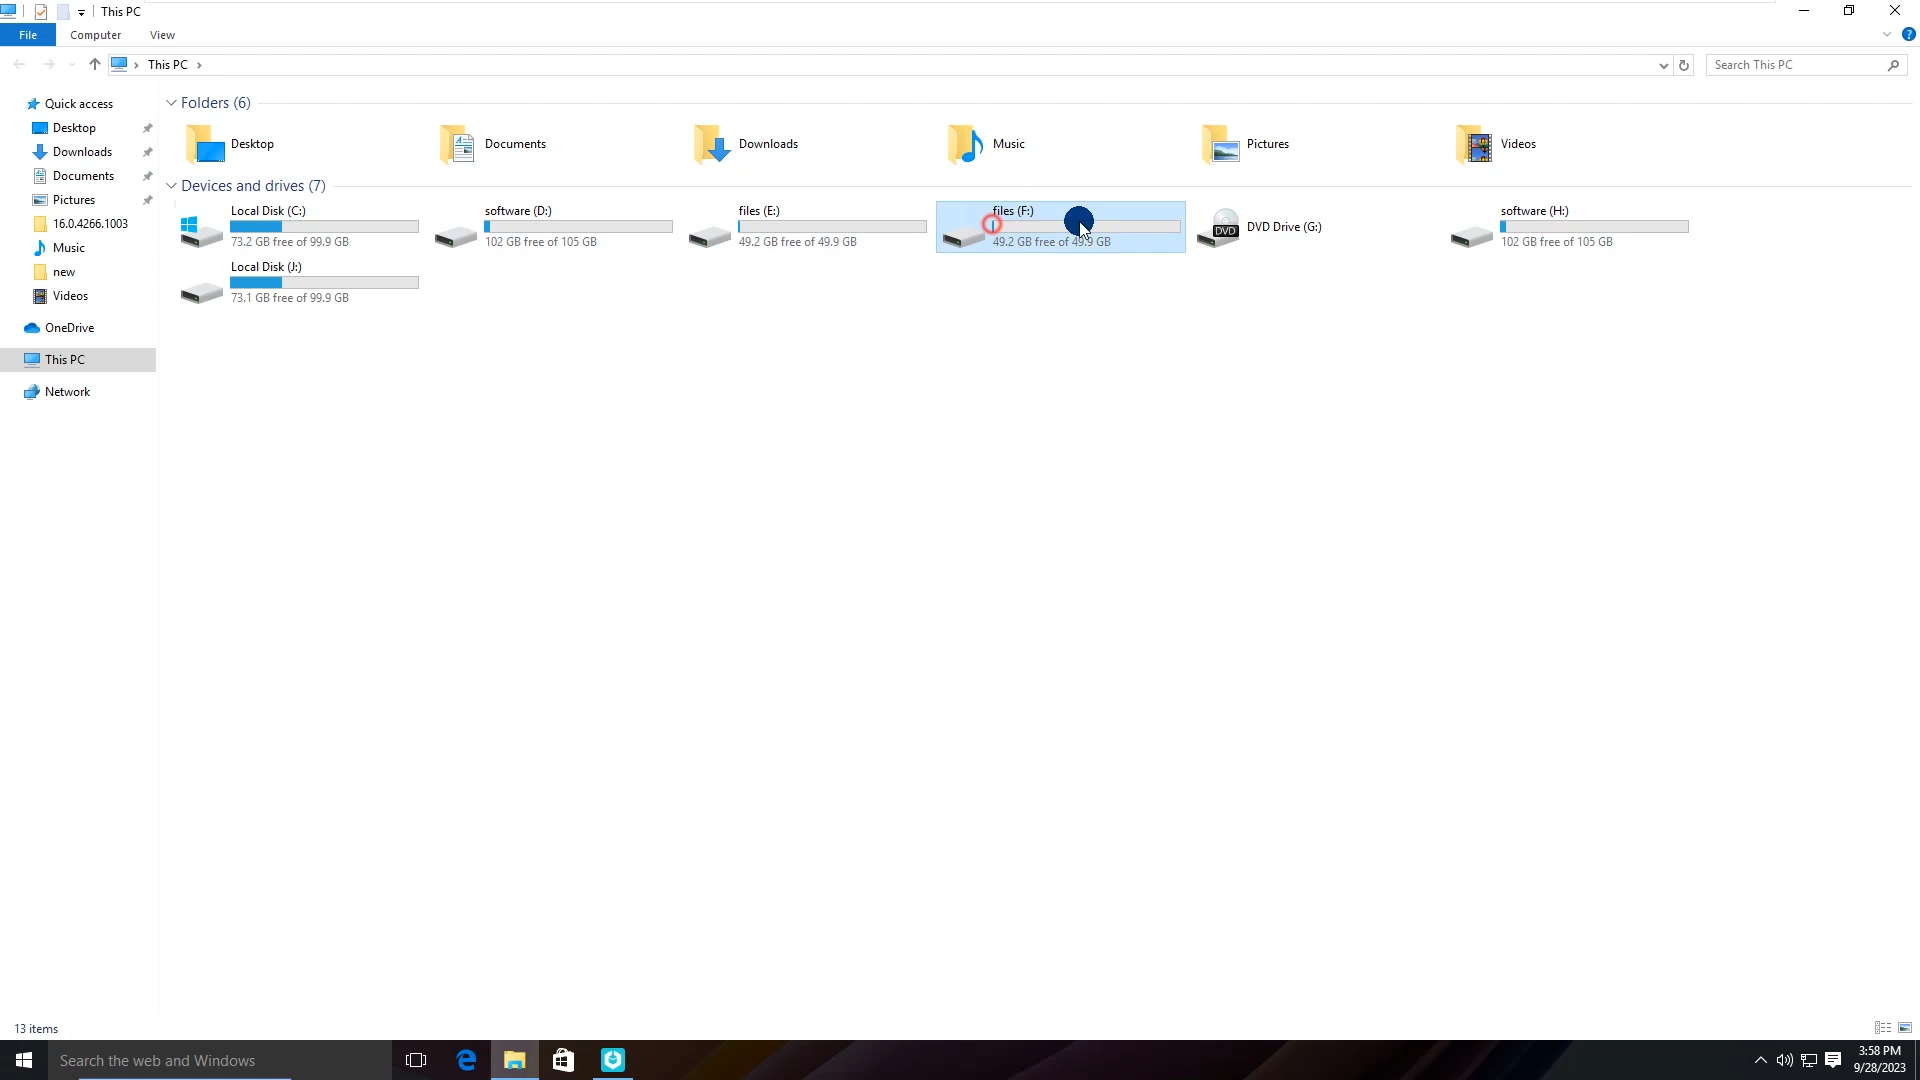 This PC
File Computer View
This PC
Search This PC
Quick access
Desktop
Downloads
Documents
Pictures
16.0.4266.1003
Music
new
Videos
OneDrive
This PC
Network
Folders (6)
Desktop Documents Downloads Music Pictures Videos
Devices and drives (7)
Local Disk (C:)
73.2 GB free of 99.9 GB
software (D:)
102 GB free of 105 GB
files (E:)
49.2 GB free of 49.9 GB
files (F:)
49.2 GB free of 49.9 GB
DVD
DVD Drive (G:)
software (H:)
102 GB free of 105 GB
Local Disk (J:)
73.1 GB free of 99.9 GB
13 items
Search the web and Windows
3:58 PM
9/28/2023